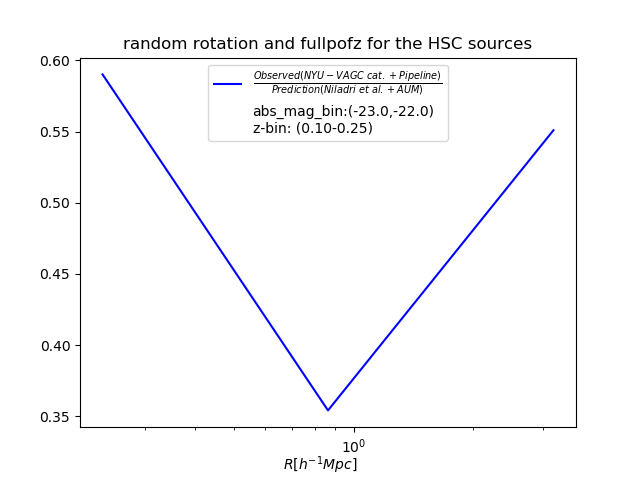 random rotation and fullpofz for the HSC sources
0.60
0.55
0.50
0.45
0.40
0.35
Observed(NYU − VAGC cat. + Pipeline)
Prediction(Niladri et al. + AUM)
abs_mag_bin:(-23.0,-22.0)
z-bin: (0.10-0.25)
10⁰
R[h⁻¹Mpc]